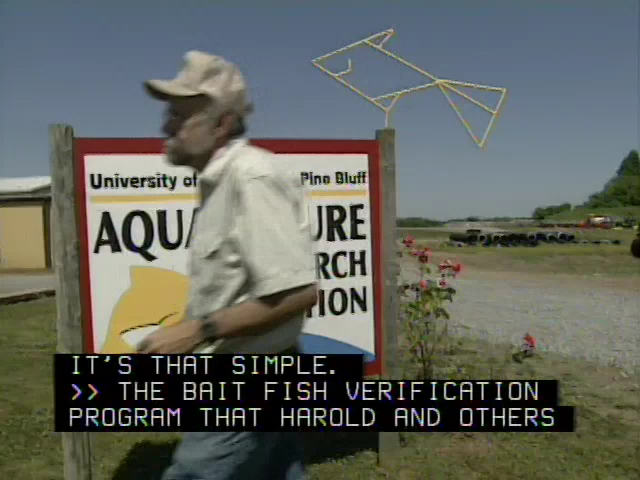 University of Pine Bluff
AQUA URE
RCH
TION
IT'S THAT SIMPLE.
>> THE BAIT FISH VERIFICATION
PROGRAM THAT HAROLD AND OTHERS